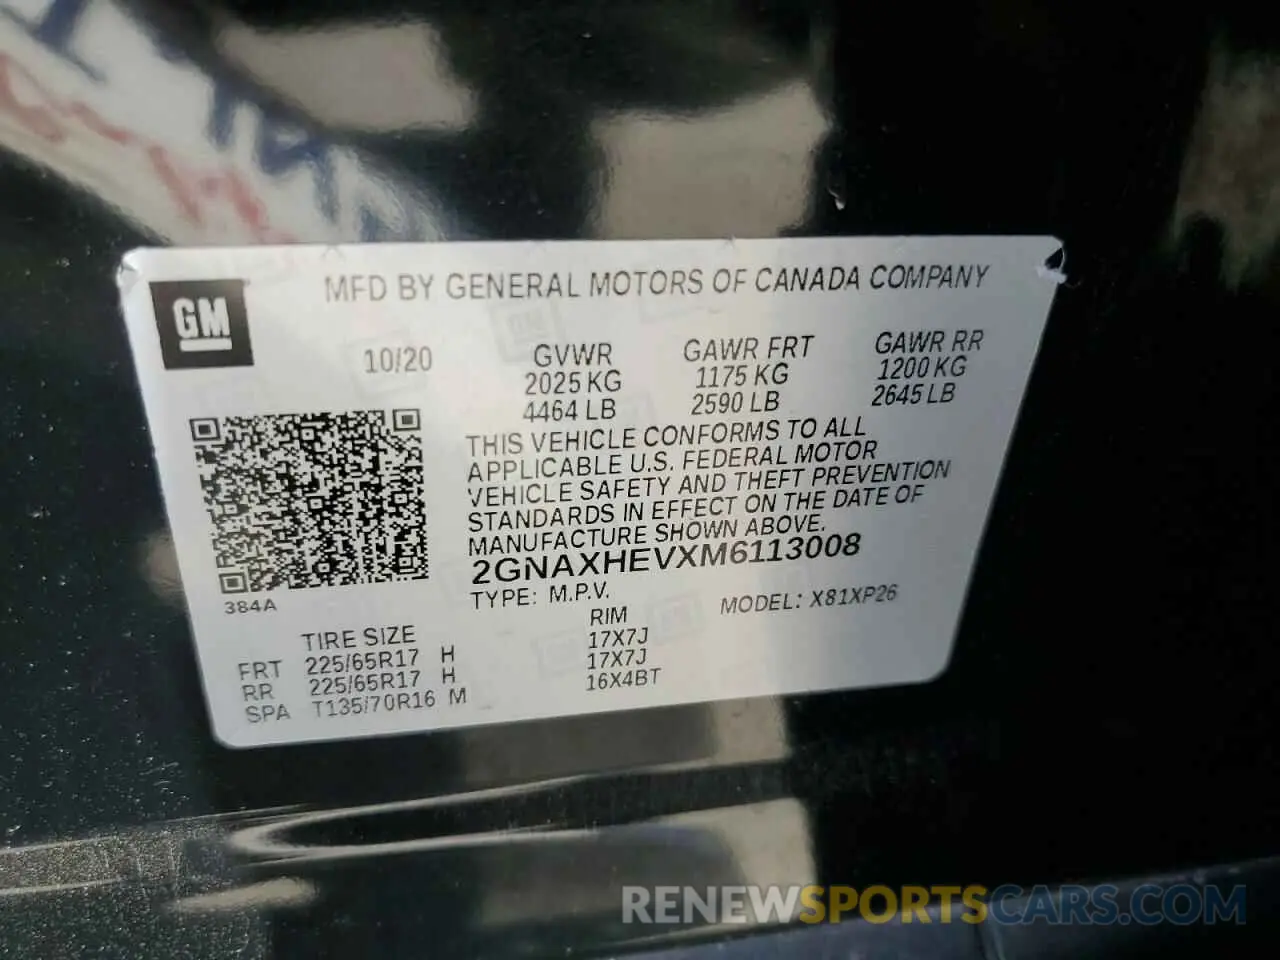 GM
MFD BY GENERAL MOTORS OF CANADA COMPANY
10/20
GVWR GAWR FRT GAWR RR
2025 KG 1175 KG 1200 KG
4464 LB 2590 LB 2645 LB
THIS VEHICLE CONFORMS TO ALL
APPLICABLE U.S. FEDERAL MOTOR
VEHICLE SAFETY AND THEFT PREVENTION
STANDARDS IN EFFECT ON THE DATE OF
MANUFACTURE SHOWN ABOVE.
2GNAXHEVXM6113008
384A
TYPE: M.P.V. MODEL: X81XP26
TIRE SIZE RIM
FRT 225/65R17 H 17X7J
RR 225/65R17 H 17X7J
SPA T135/70R16 M 16X4BT
RENEWSPORTSCARS.COM